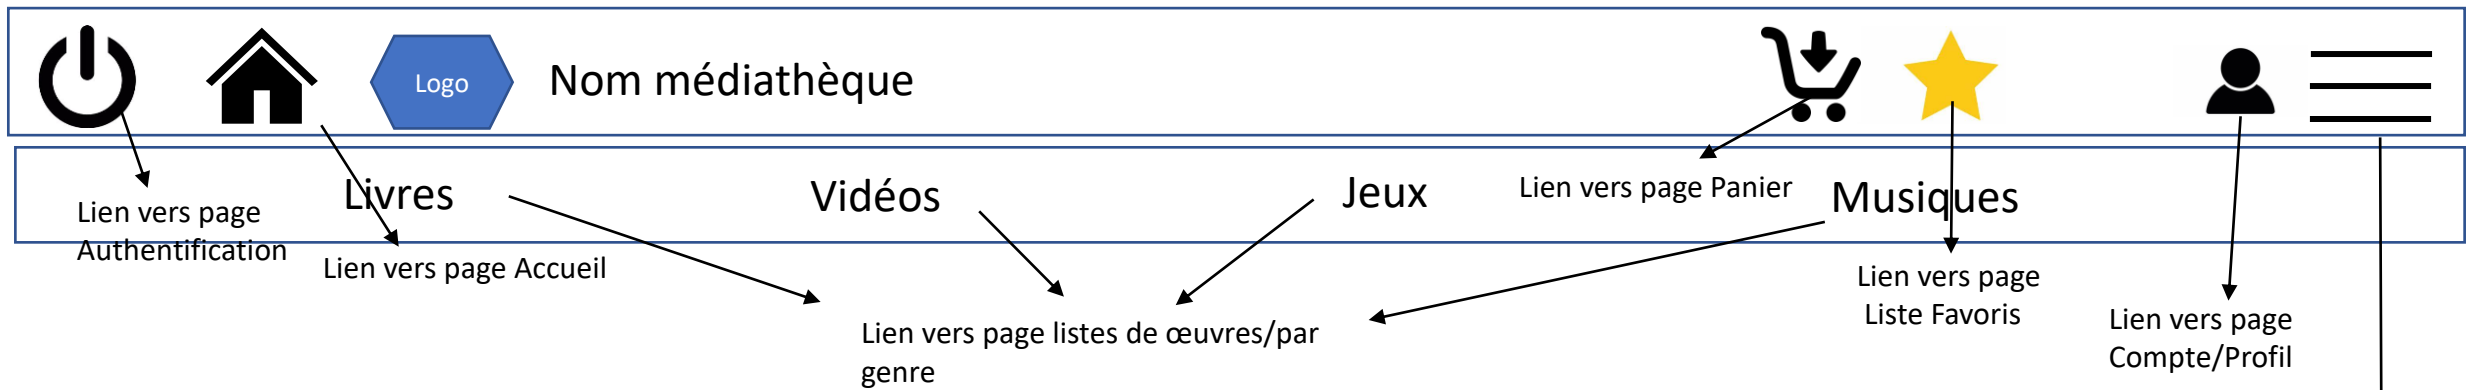 Logo
Nom médiathèque
Livres
Vidéos
Jeux
Lien vers page Panier
Musiques
Lien vers page
Authentification
Lien vers page Accueil
Lien vers page listes de œuvres/par
genre
Lien vers page
Liste Favoris
Lien vers page
Compte/Profil